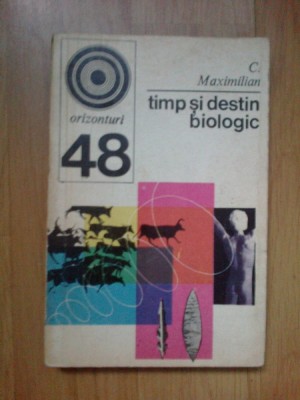 orizonturi
48
C.
Maximilian
timp și destin
biologic